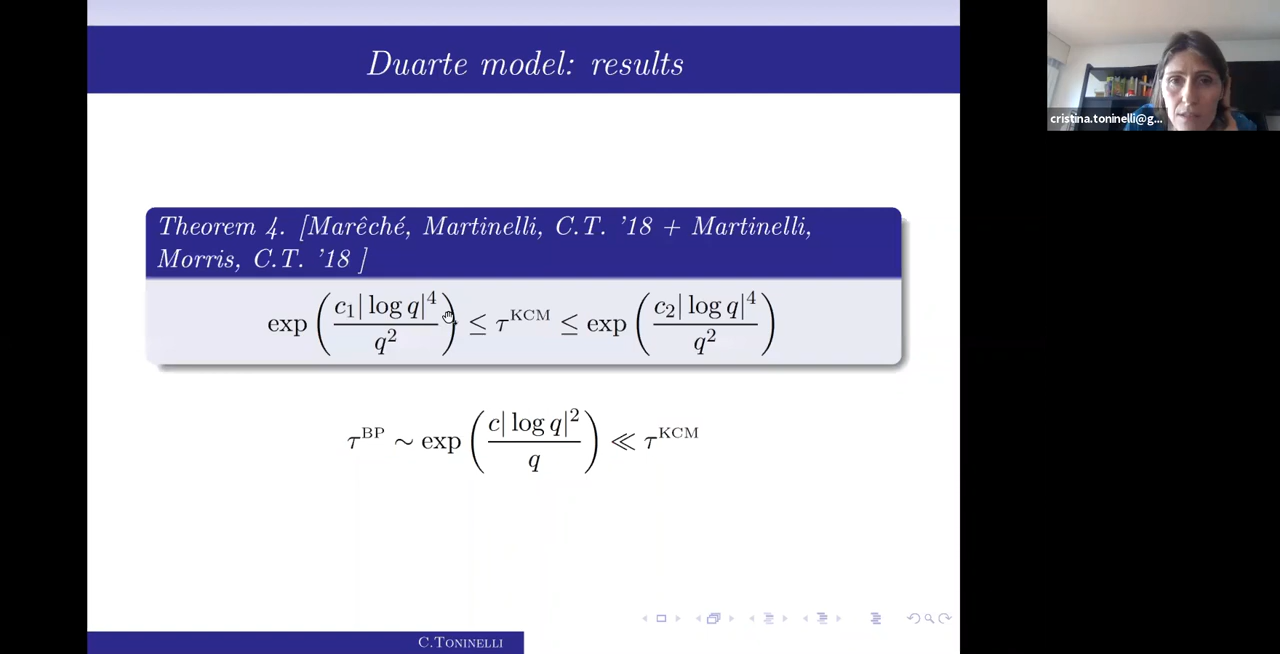 Duarte model: results
cristina.toninelli@g...
Theorem 4. [Marêché, Martinelli, C.T. '18 + Martinelli,
Morris, C.T. '18 ]
exp(c₁| log q|⁴/q²) ≤ τ^KCM ≤ exp(c₂| log q|⁴/q²)
τ^BP ∼ exp(c| log q|²/q) ≪ τ^KCM
C.Toninelli